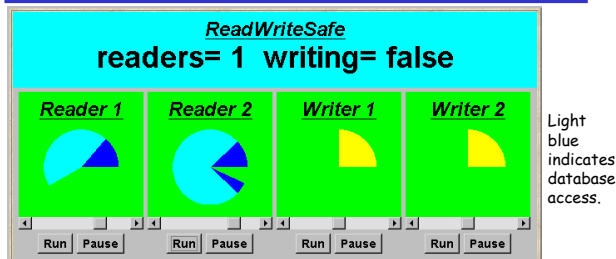 ReadWriteSafe
readers= 1 writing= false
Reader 1 Reader 2 Writer 1 Writer 2
Light
blue
indicates
database
access.
Run Pause Run Pause Run Pause Run Pause